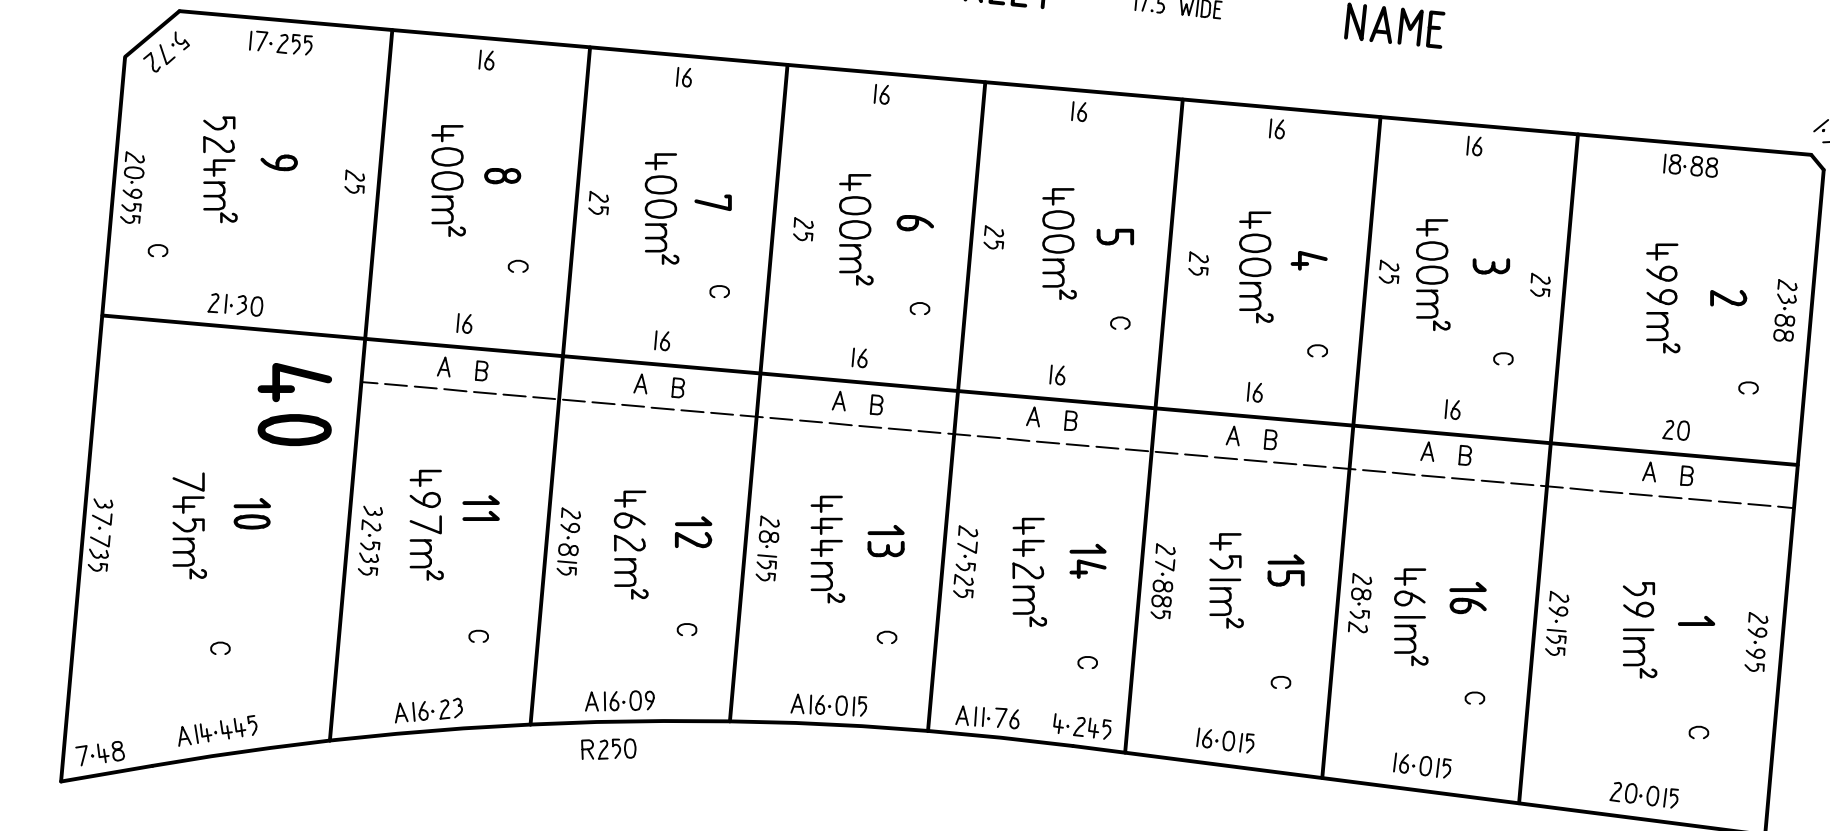 17.5 WIDE
NAME
5·72
17·255
16
16
16
16
16
16
18·88
9
524m²
20·955
25
C
21·30
8
400m²
C
16
7
400m²
25
C
16
6
400m²
25
C
16
5
400m²
25
C
16
4
400m²
25
C
16
3
400m²
25
25
C
16
2
499m²
23·88
C
20
40
A B
A B
A B
A B
A B
A B
A B
10
745m²
37·735
C
7·48
A14·445
11
497m²
32·535
C
A16·23
12
462m²
29·815
C
A16·09
13
444m²
28·155
C
A16·015
14
442m²
27·525
C
A11·76
4·245
15
451m²
27·885
C
16·015
16
461m²
28·52
C
16·015
1
591m²
29·155
29·95
C
20·015
R250